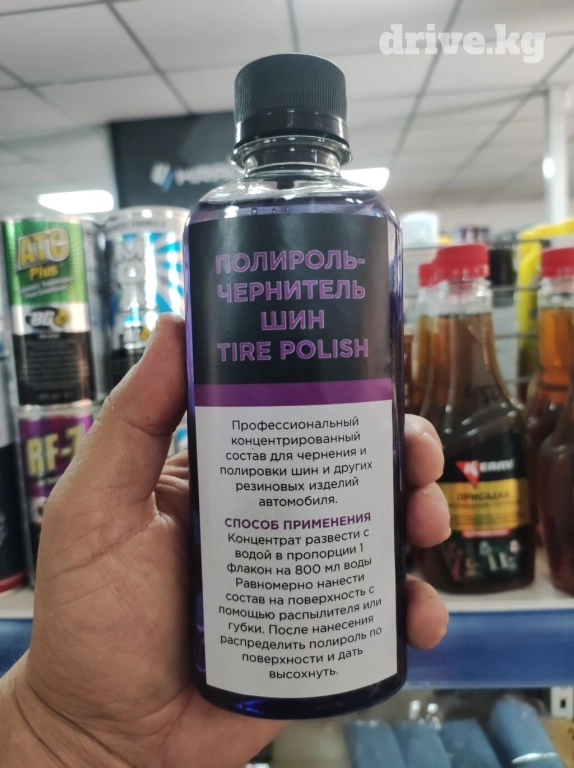 drive.kg
ATC
Plus
BG
RF-7
ПОЛИРОЛЬ-
ЧЕРНИТЕЛЬ
ШИН
TIRE POLISH
Профессиональный
концентрированный
состав для чернения и
полировки шин и других
резиновых изделий
автомобиля.
СПОСОБ ПРИМЕНЕНИЯ
Концентрат развести с
водой в пропорции 1
флакон на 800 мл воды
Равномерно нанести
состав на поверхность с
помощью распылителя или
губки. После нанесения
распределить полироль по
поверхности и дать
высохнуть.
KERRY
ПРИСАДКА